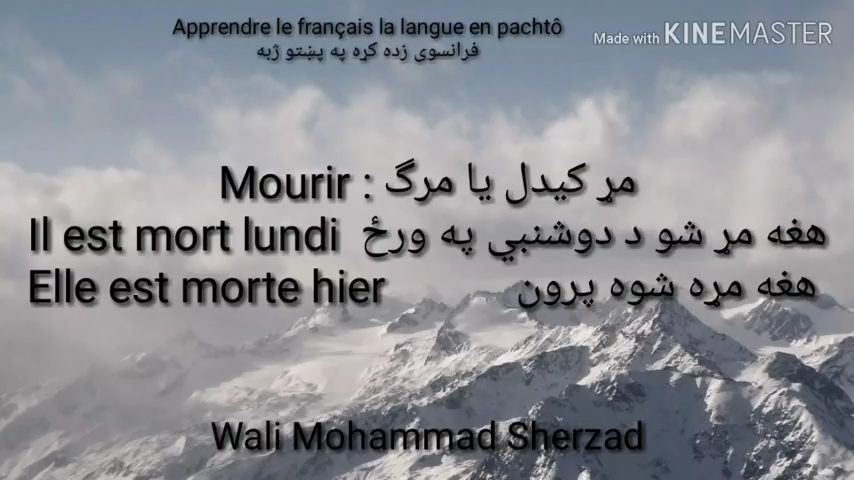 Apprendre le français la langue en pachtô
فرانسوی زده کړه په پښتو ژبه
Made with KINEMASTER
Mourir : مړ کیدل یا مرگ
Il est mort lundi هغه مړ شو د دوشنبې په ورځ
Elle est morte hier هغه مړه شوه پرون
Wali Mohammad Sherzad